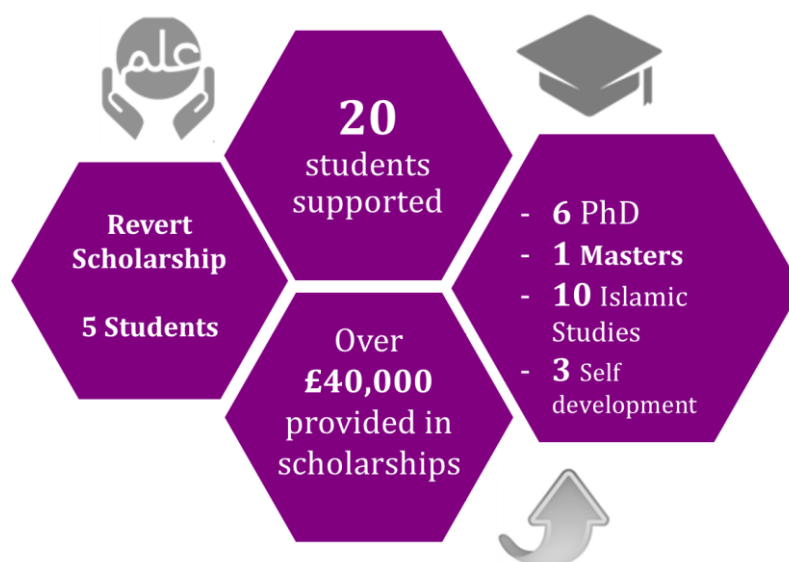 علم
20
students
supported
Revert
Scholarship
5 Students
Over
£40,000
provided in
scholarships
- 6 PhD
- 1 Masters
- 10 Islamic
Studies
- 3 Self
development